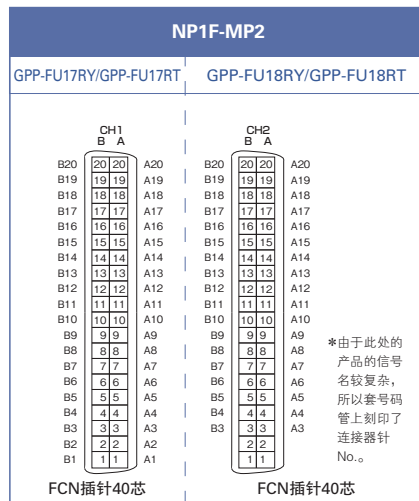 NP1F-MP2
GPP-FU17RY/GPP-FU17RT GPP-FU18RY/GPP-FU18RT
CH1 CH2
B A B A
B20 20 20 A20 B20 20 20 A20
B19 19 19 A19 B19 19 19 A19
B18 18 18 A18 B18 18 18 A18
B17 17 17 A17 B17 17 17 A17
B16 16 16 A16 B16 16 16 A16
B15 15 15 A15 B15 15 15 A15
B14 14 14 A14 B14 14 14 A14
B13 13 13 A13 B13 13 13 A13
B12 12 12 A12 B12 12 12 A12
B11 11 11 A11 B11 11 11 A11
B10 10 10 A10 B10 10 10 A10
B9 9 9 A9 B9 9 9 A9
B8 8 8 A8 B8 8 8 A8
B7 7 7 A7 B7 7 7 A7
B6 6 6 A6 B6 6 6 A6
B5 5 5 A5 B5 5 5 A5
B4 4 4 A4 B4 4 4 A4
B3 3 3 A3 B3 3 3 A3
B2 2 2 A2 2 2
B1 1 1 A1 1 1
*由于此处的
产品的信号
名较复杂，
所以套号码
管上刻印了
连接器针
No.。
FCN插针40芯 FCN插针40芯